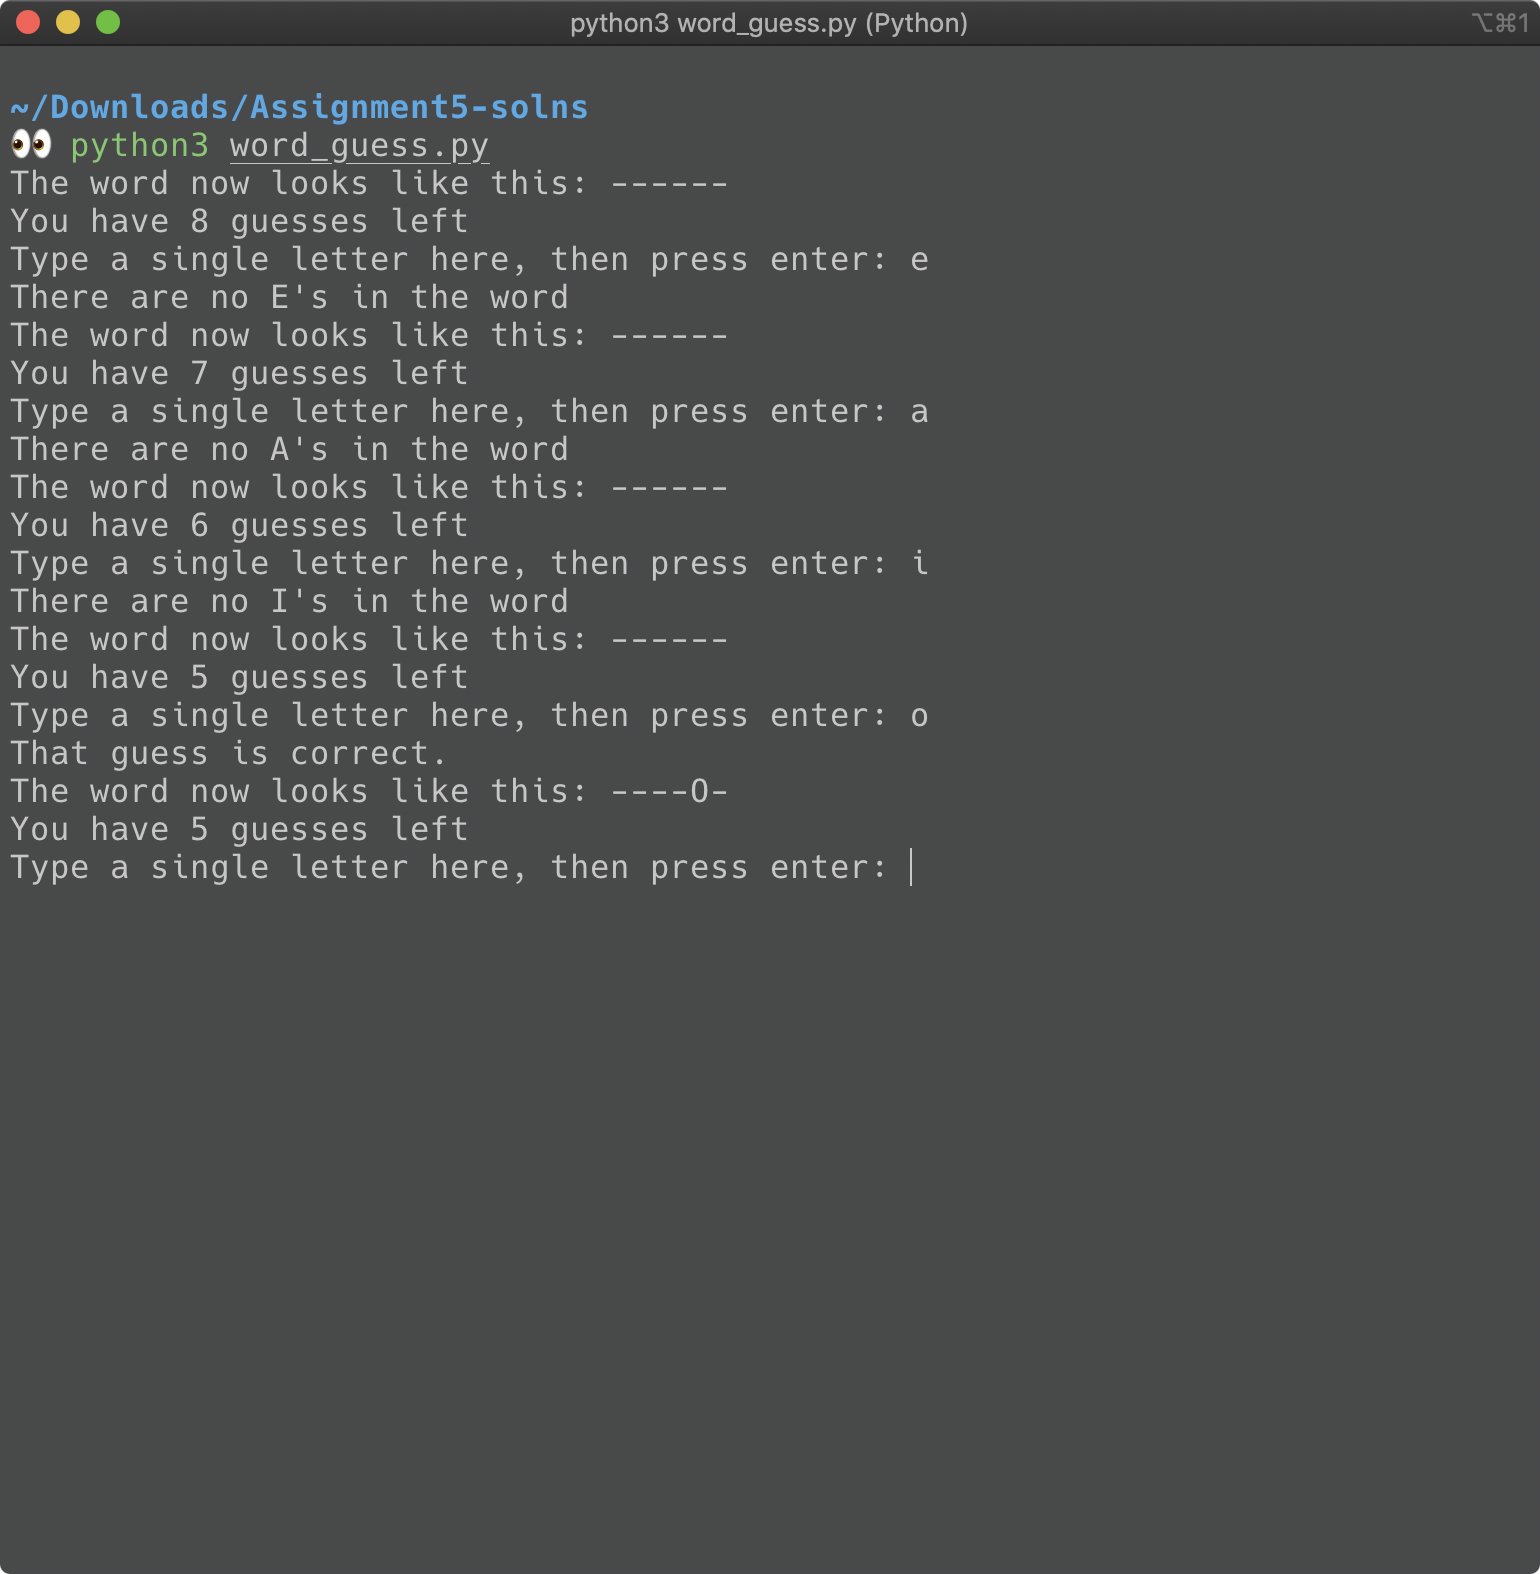 python3 word_guess.py (Python)
⌥⌘1
~/Downloads/Assignment5-solns
👀 python3 word_guess.py
The word now looks like this: ------
You have 8 guesses left
Type a single letter here, then press enter: e
There are no E's in the word
The word now looks like this: ------
You have 7 guesses left
Type a single letter here, then press enter: a
There are no A's in the word
The word now looks like this: ------
You have 6 guesses left
Type a single letter here, then press enter: i
There are no I's in the word
The word now looks like this: ------
You have 5 guesses left
Type a single letter here, then press enter: o
That guess is correct.
The word now looks like this: ----O-
You have 5 guesses left
Type a single letter here, then press enter: